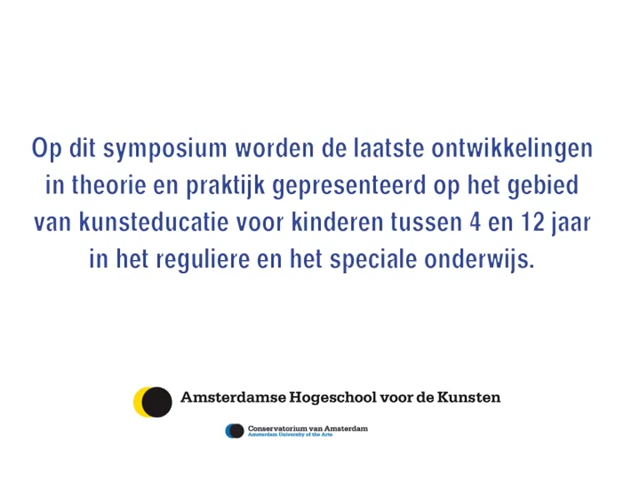 Op dit symposium worden de laatste ontwikkelingen
in theorie en praktijk gepresenteerd op het gebied
van kunsteducatie voor kinderen tussen 4 en 12 jaar
in het reguliere en het speciale onderwijs.
Amsterdamse Hogeschool voor de Kunsten
Conservatorium van Amsterdam
Amsterdam University of the Arts